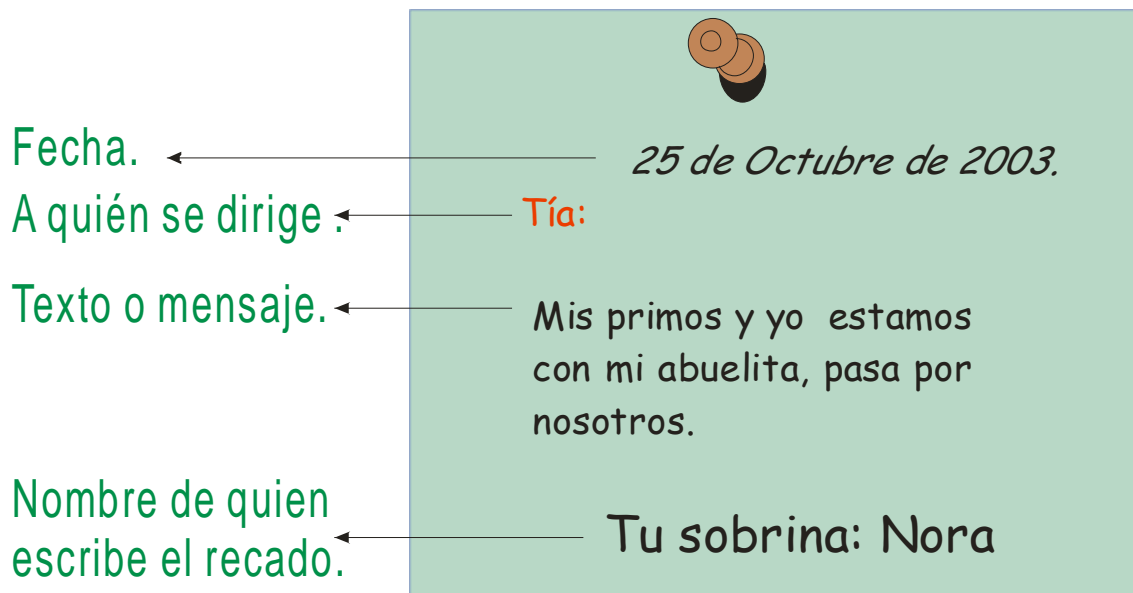 Fecha.
25 de Octubre de 2003.
A quién se dirige .
Tía:
Texto o mensaje.
Mis primos y yo estamos
con mi abuelita, pasa por
nosotros.
Nombre de quien
escribe el recado.
Tu sobrina: Nora